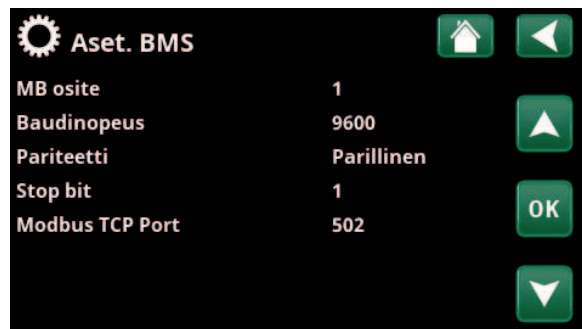 Aset. BMS
MB osite 1
Baudinopeus 9600
Pariteetti Parillinen
Stop bit 1
Modbus TCP Port 502
OK